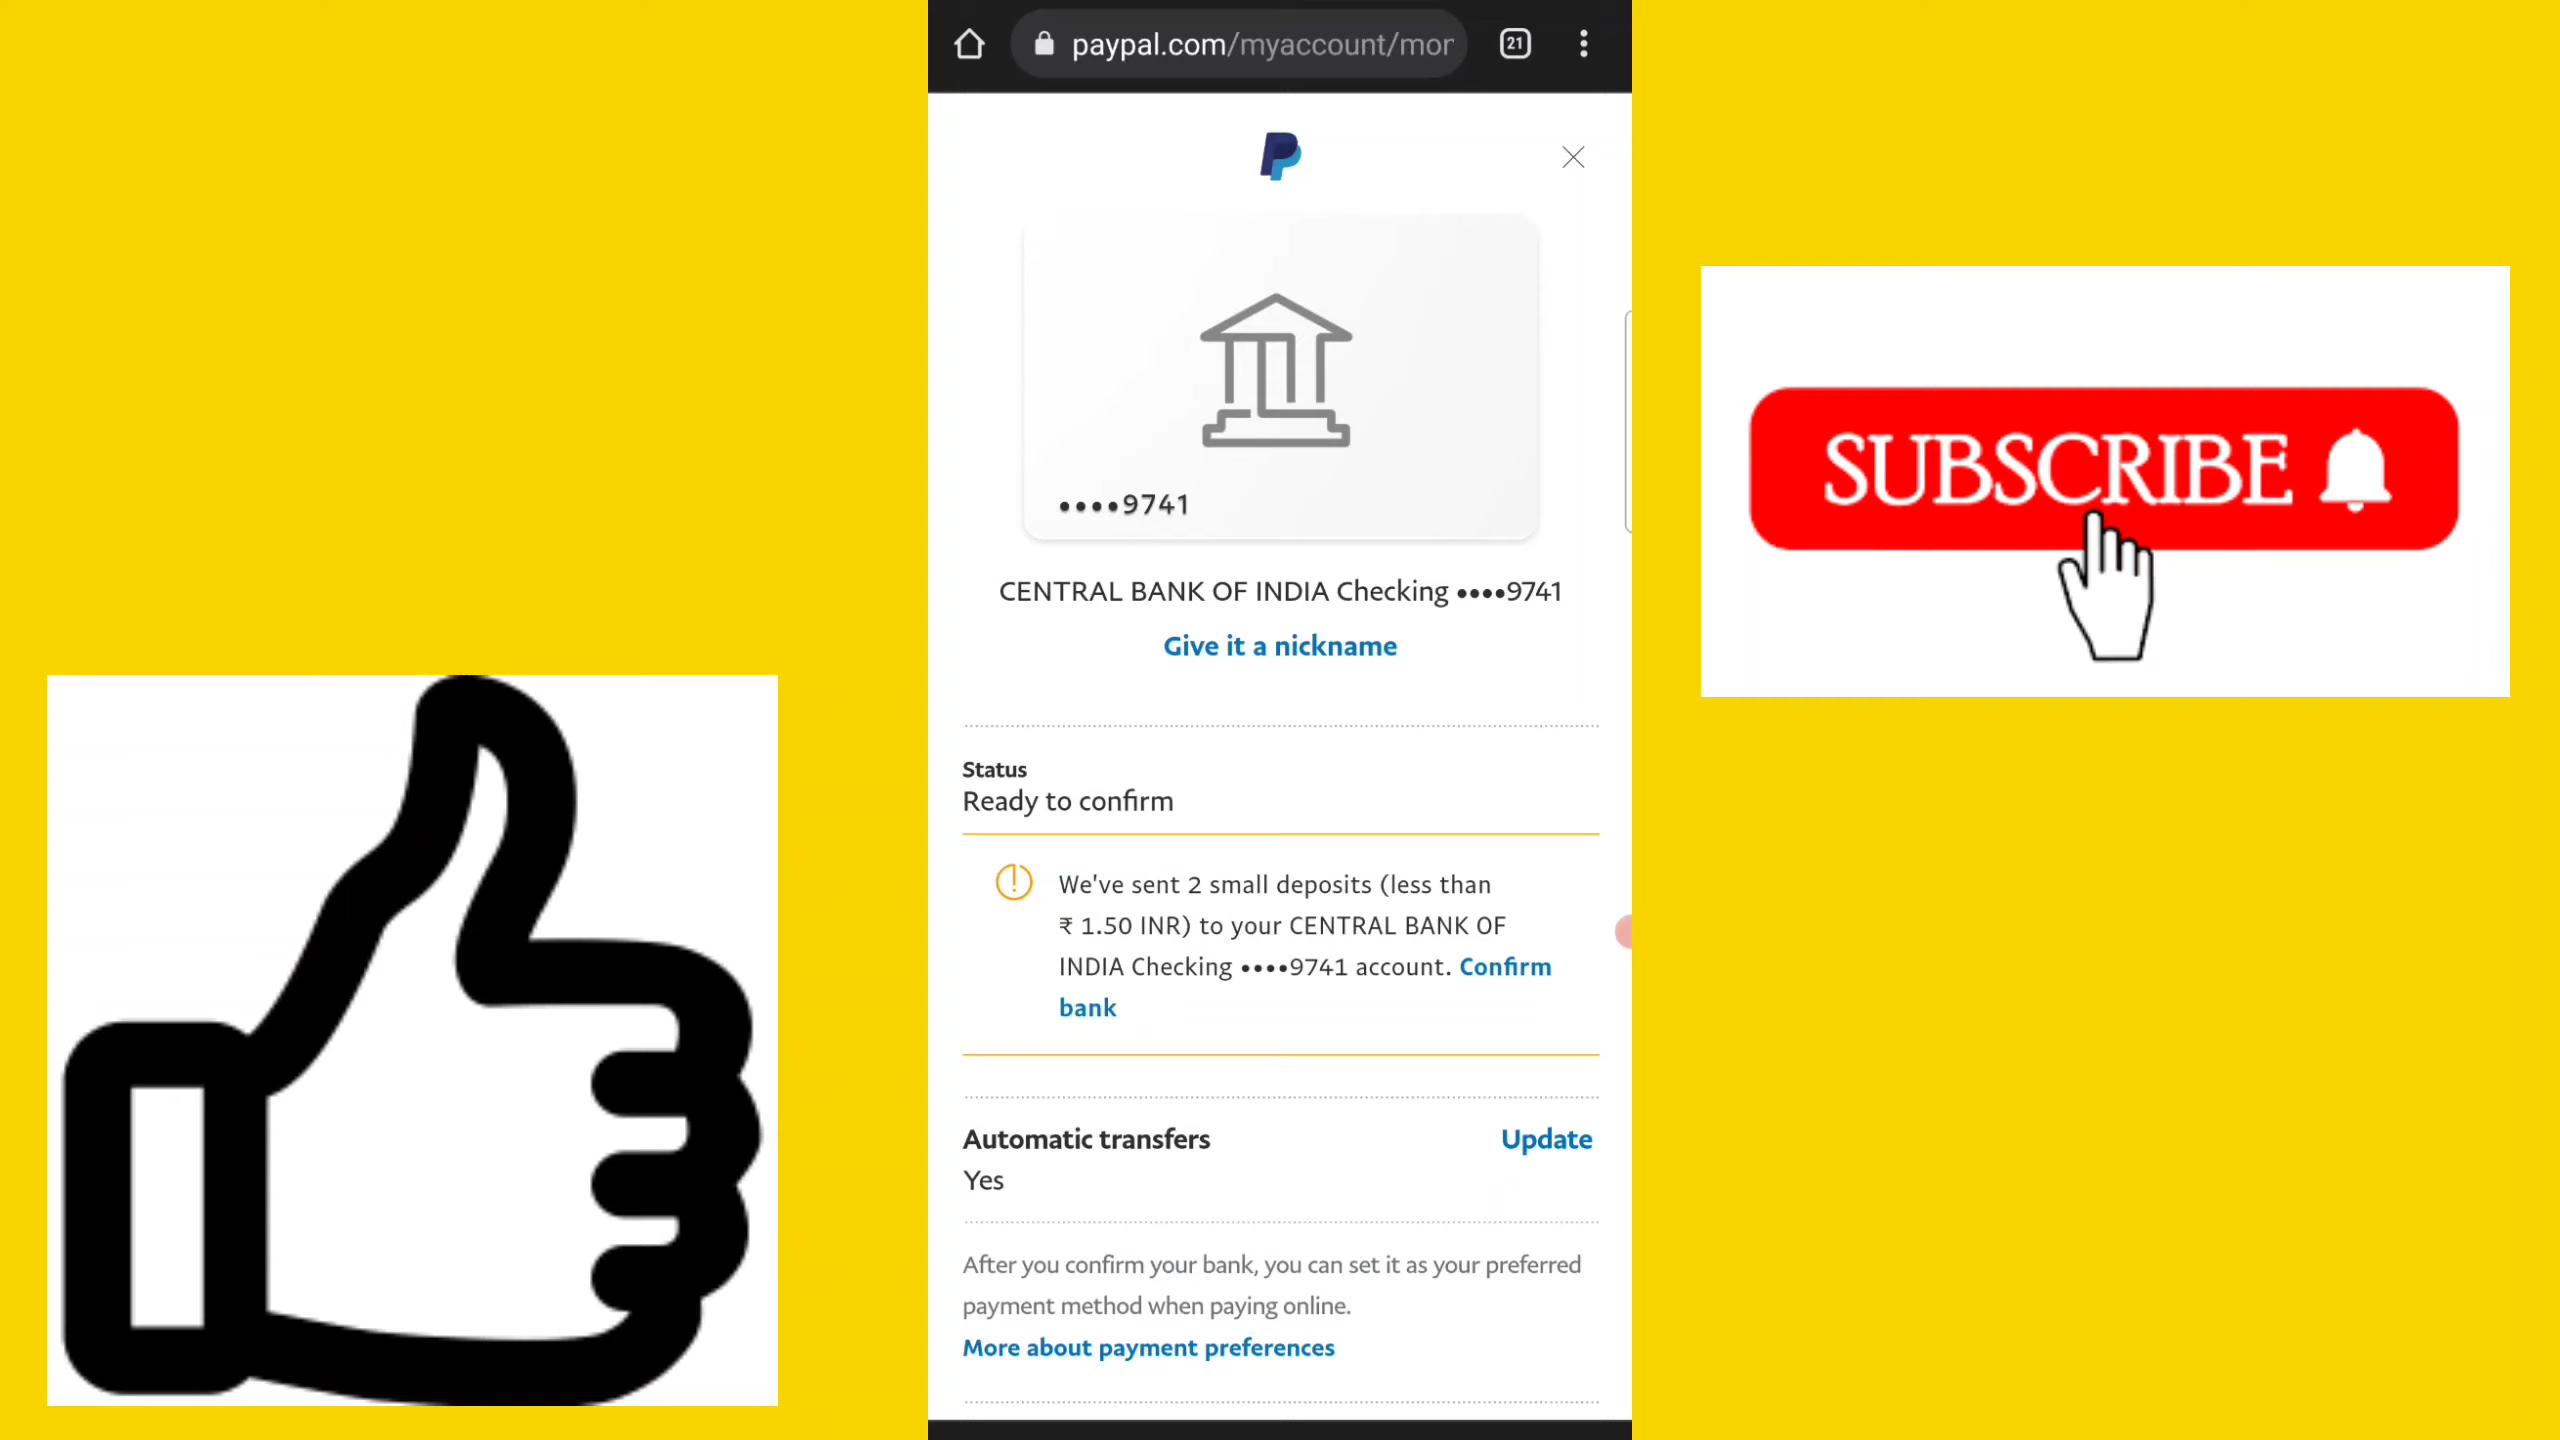 paypal.com/myaccount/mor
21
••••9741
CENTRAL BANK OF INDIA Checking ••••9741
Give it a nickname
Status
Ready to confirm
We've sent 2 small deposits (less than
₹ 1.50 INR) to your CENTRAL BANK OF
INDIA Checking ••••9741 account. Confirm
bank
Automatic transfers
Update
Yes
After you confirm your bank, you can set it as your preferred
payment method when paying online.
More about payment preferences
SUBSCRIBE